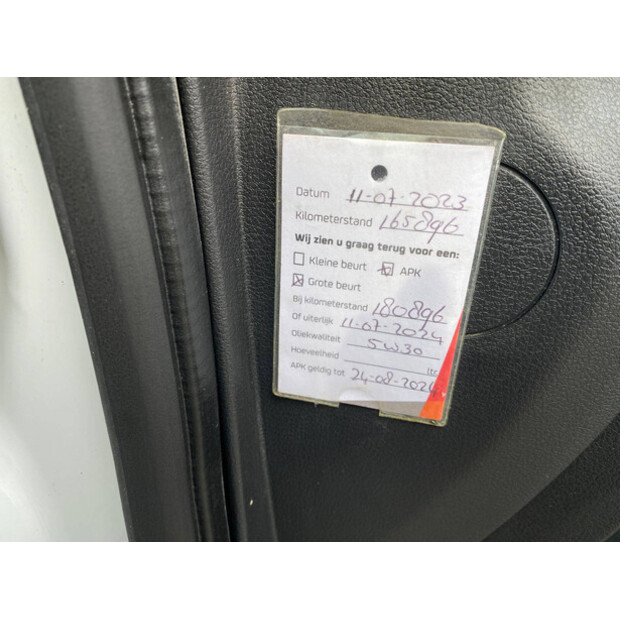 Datum 11-07-2023
Kilometerstand 165896
Wij zien u graag terug voor een:
Kleine beurt APK
Grote beurt
Bij kilometerstand 180896
Of uiterlijk 11-07-2024
Oliekwaliteit 5W30
Hoeveelheid ltr
APK geldig tot 24-08-2024